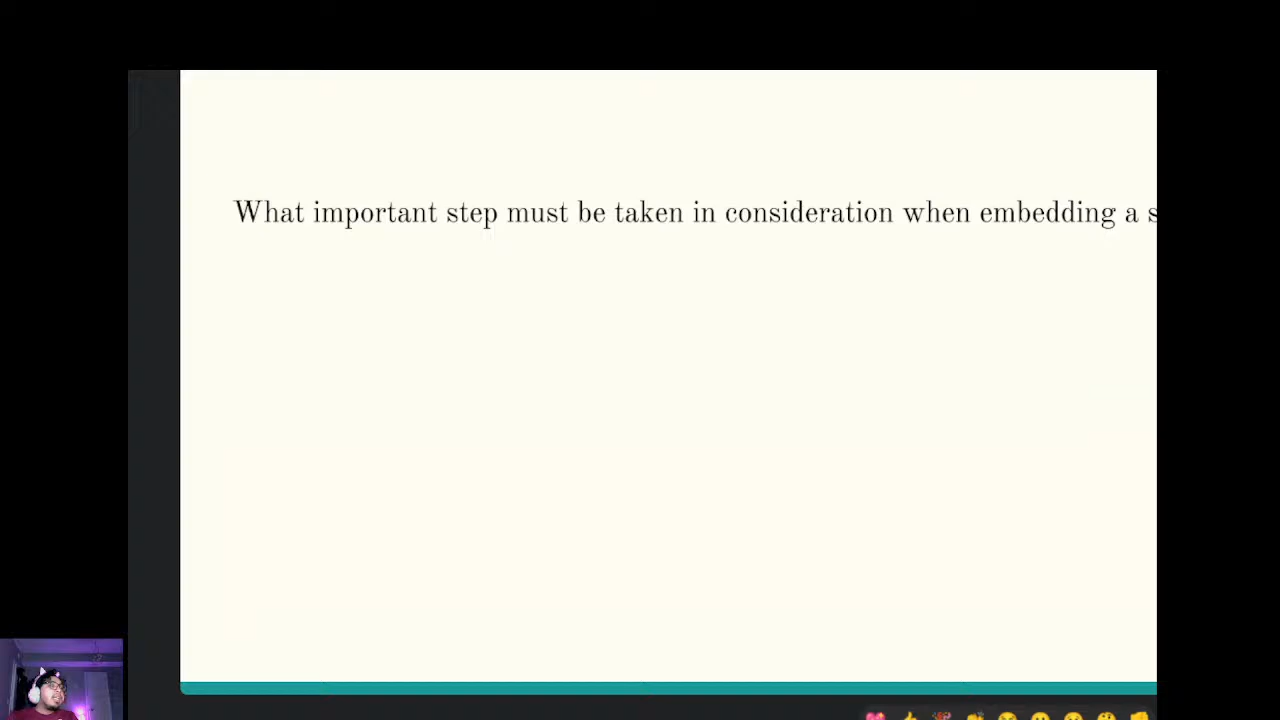 What important step must be taken in consideration when embedding a